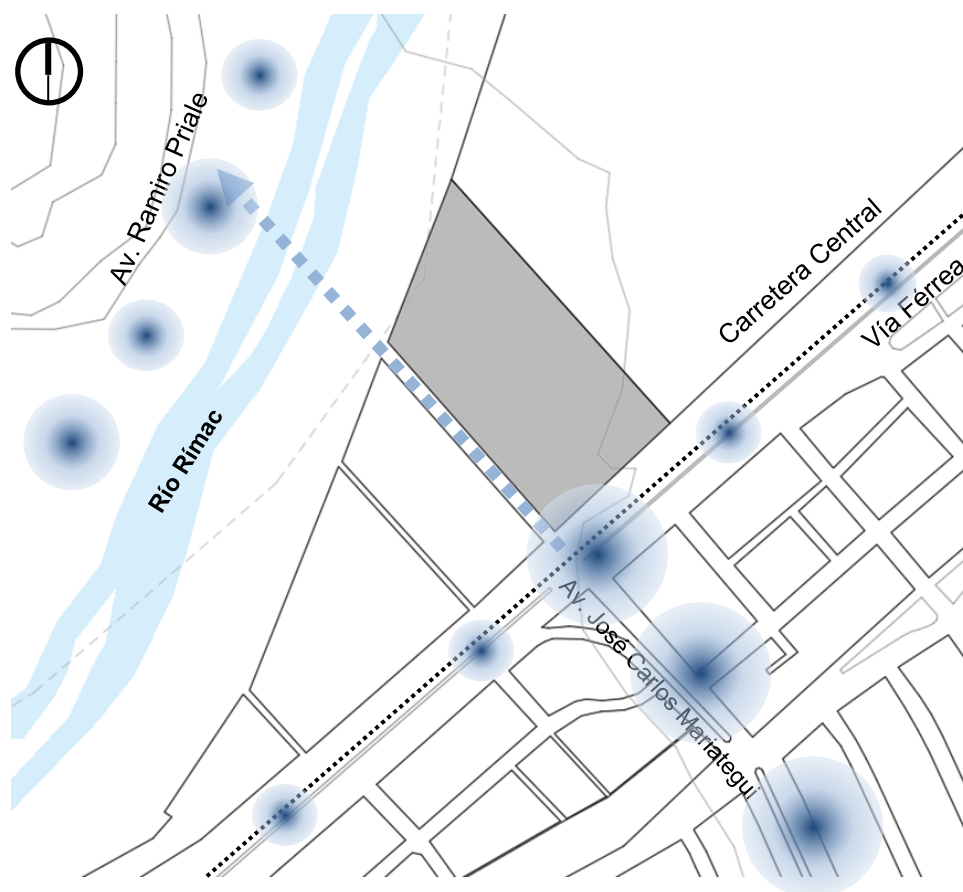 Av. Ramiro Priale
Carretera Central
Vía Férrea
Río Rímac
Av. José Carlos Mariategui